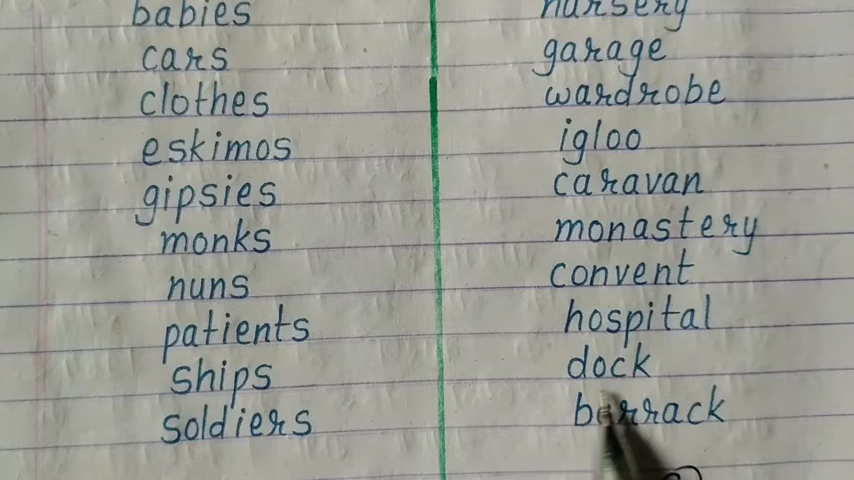 babies nursery
cars garage
clothes wardrobe
eskimos igloo
gipsies caravan
monks monastery
nuns convent
patients hospital
ships dock
soldiers barrack